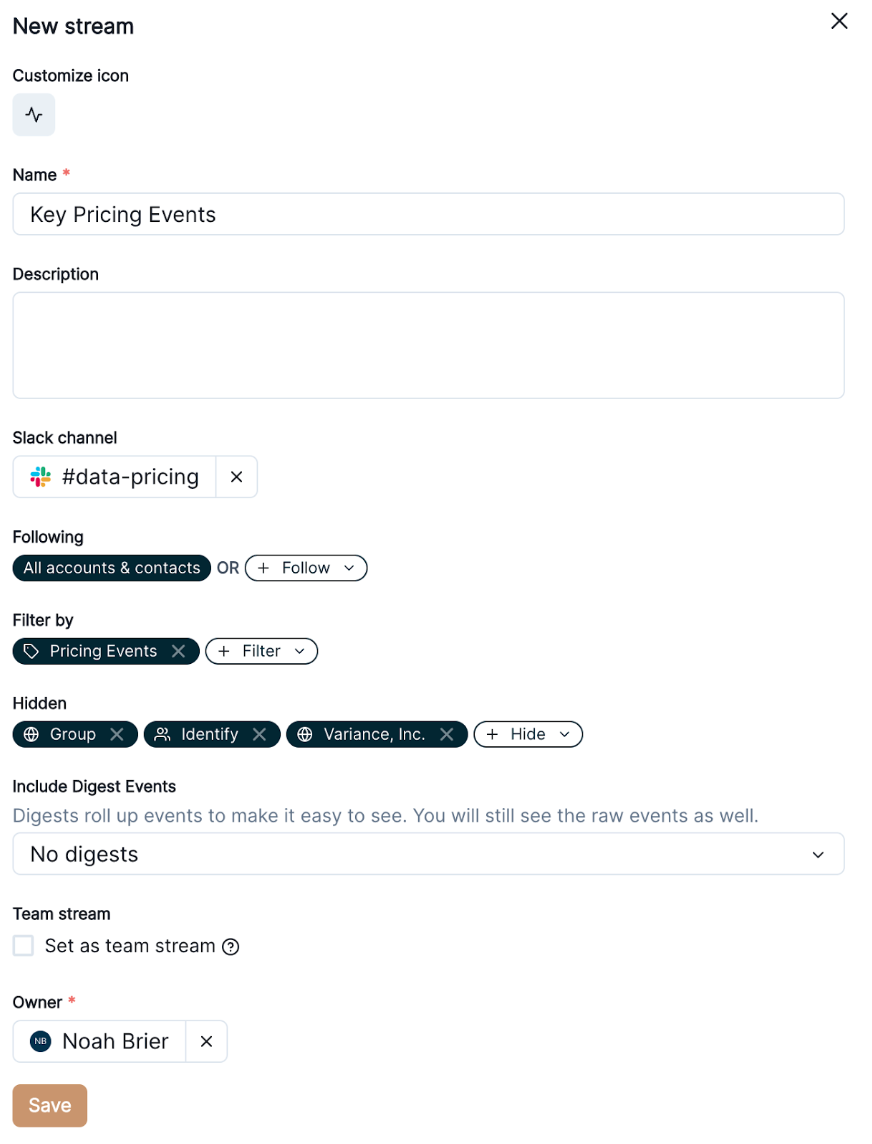 New stream
Customize icon
Name *
Key Pricing Events
Description
Slack channel
#data-pricing
Following
All accounts & contacts OR + Follow
Filter by
Pricing Events + Filter
Hidden
Group Identify Variance, Inc. + Hide
Include Digest Events
Digests roll up events to make it easy to see. You will still see the raw events as well.
No digests
Team stream
Set as team stream ?
Owner *
NB Noah Brier
Save